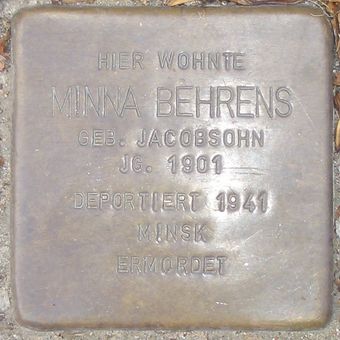 HIER WOHNTE
MINNA BEHRENS
GEB. JACOBSOHN
JG. 1901
DEPORTIERT 1941
MINSK
ERMORDET